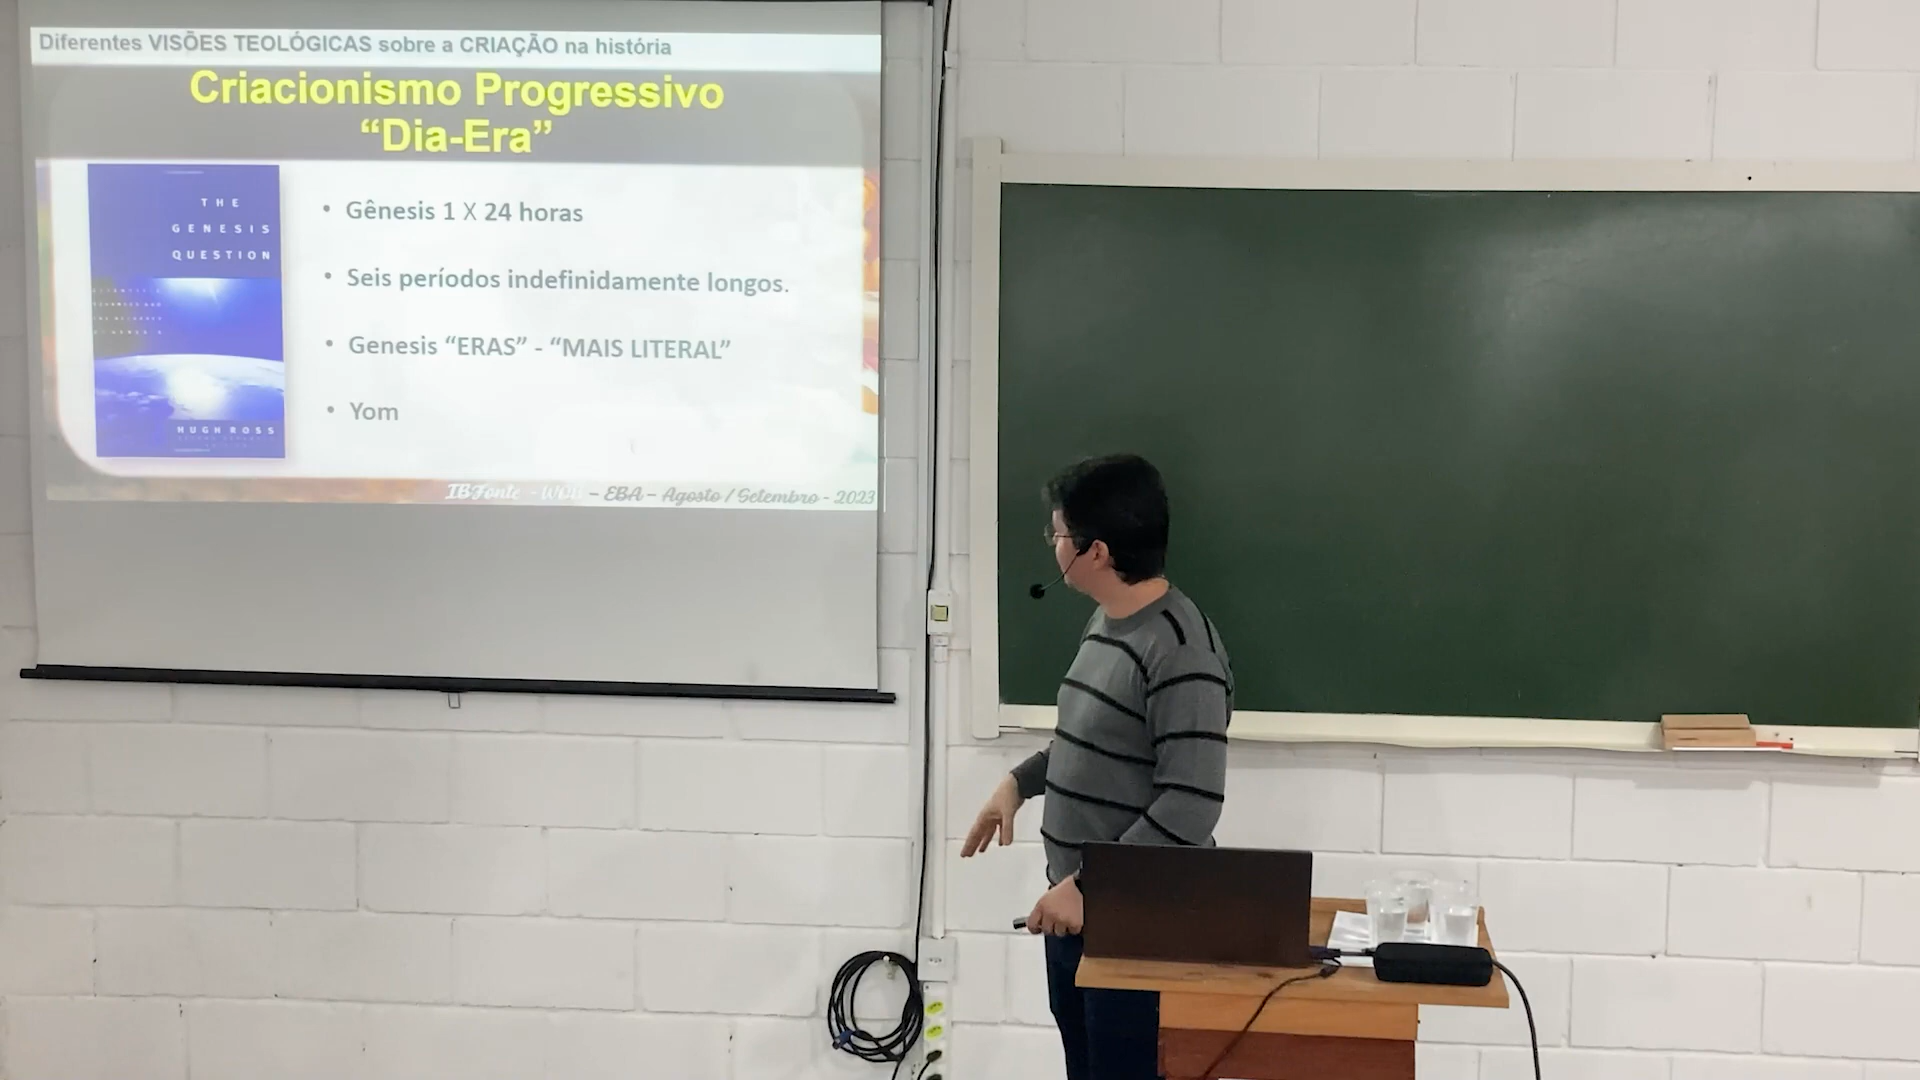 Diferentes VISÕES TEOLÓGICAS sobre a CRIAÇÃO na história
Criacionismo Progressivo
“Dia-Era”
THE
GENESIS
QUESTION
HUGH ROSS
• Gênesis 1 X 24 horas
• Seis períodos indefinidamente longos.
• Genesis “ERAS” - “MAIS LITERAL”
• Yom
IBFonte - - EBA - Agosto / Setembro - 2023